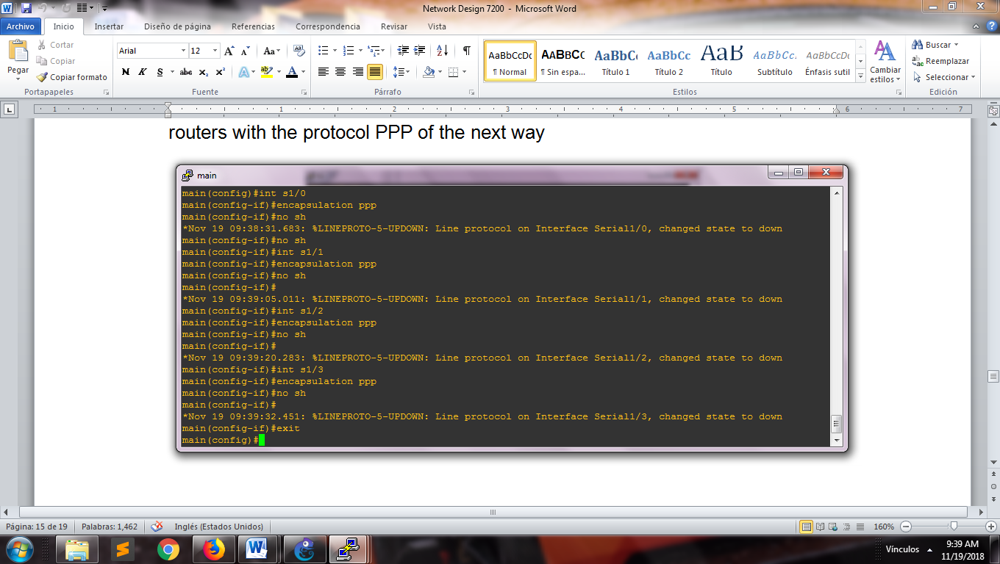 Network Design 7200 - Microsoft Word
Archivo Inicio Insertar Diseño de página Referencias Correspondencia Revisar Vista
Pegar
Cortar
Copiar
Copiar formato
Portapapeles
Arial 12
N K S abc x₂ x²
Fuente
Párrafo
AaBbCcDc AaBbCc AaBbC AaBbCc AaB AaBbCc. AaBbCcDc
¶ Normal ¶ Sin espa... Título 1 Título 2 Título Subtítulo Énfasis sutil
Cambiar estilos
Estilos
Buscar
Reemplazar
Seleccionar
Edición
1 1 2 3 4 5 6 7
routers with the protocol PPP of the next way
main
main(config)#int s1/0
main(config-if)#encapsulation ppp
main(config-if)#no sh
*Nov 19 09:38:31.683: %LINEPROTO-5-UPDOWN: Line protocol on Interface Serial1/0, changed state to down
main(config-if)#no sh
main(config-if)#int s1/1
main(config-if)#encapsulation ppp
main(config-if)#no sh
main(config-if)#
*Nov 19 09:39:05.011: %LINEPROTO-5-UPDOWN: Line protocol on Interface Serial1/1, changed state to down
main(config-if)#int s1/2
main(config-if)#encapsulation ppp
main(config-if)#no sh
main(config-if)#
*Nov 19 09:39:20.283: %LINEPROTO-5-UPDOWN: Line protocol on Interface Serial1/2, changed state to down
main(config-if)#int s1/3
main(config-if)#encapsulation ppp
main(config-if)#no sh
main(config-if)#
*Nov 19 09:39:32.451: %LINEPROTO-5-UPDOWN: Line protocol on Interface Serial1/3, changed state to down
main(config-if)#exit
main(config)#
Página: 15 de 19 Palabras: 1,462 Inglés (Estados Unidos) 160%
Vínculos 9:39 AM
11/19/2018